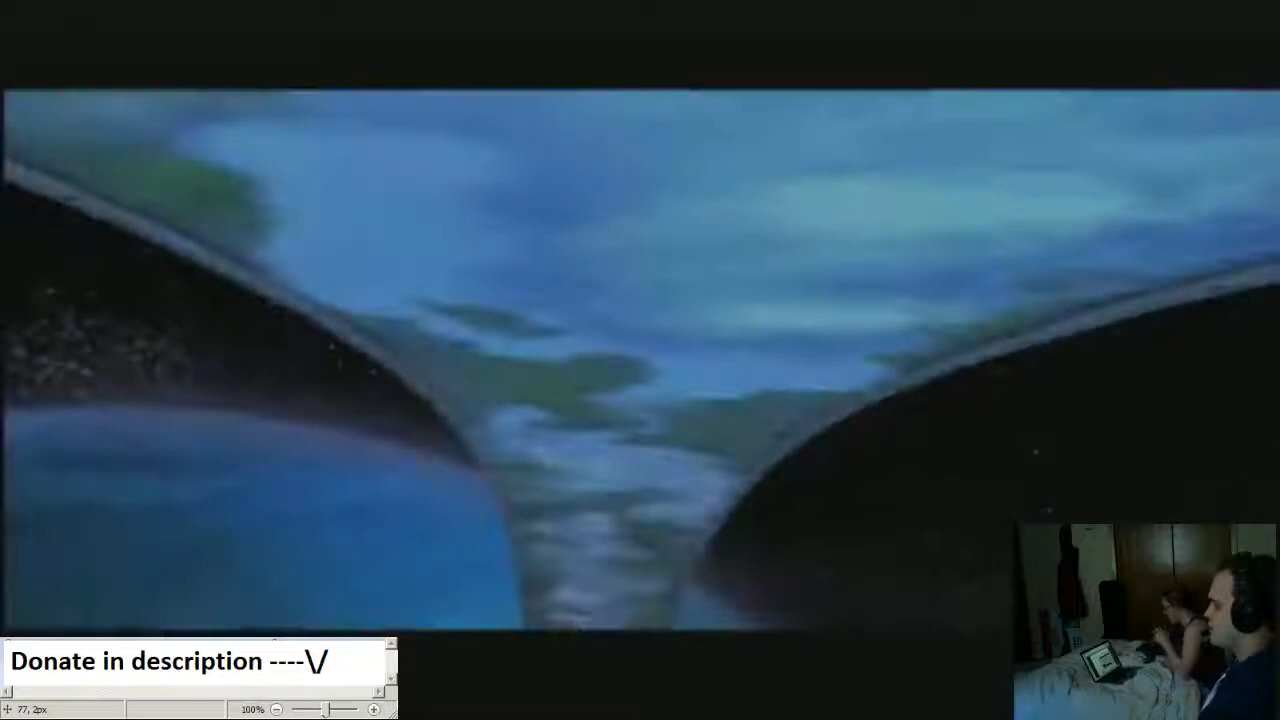 Donate in description ----\/
77, 2px
100%